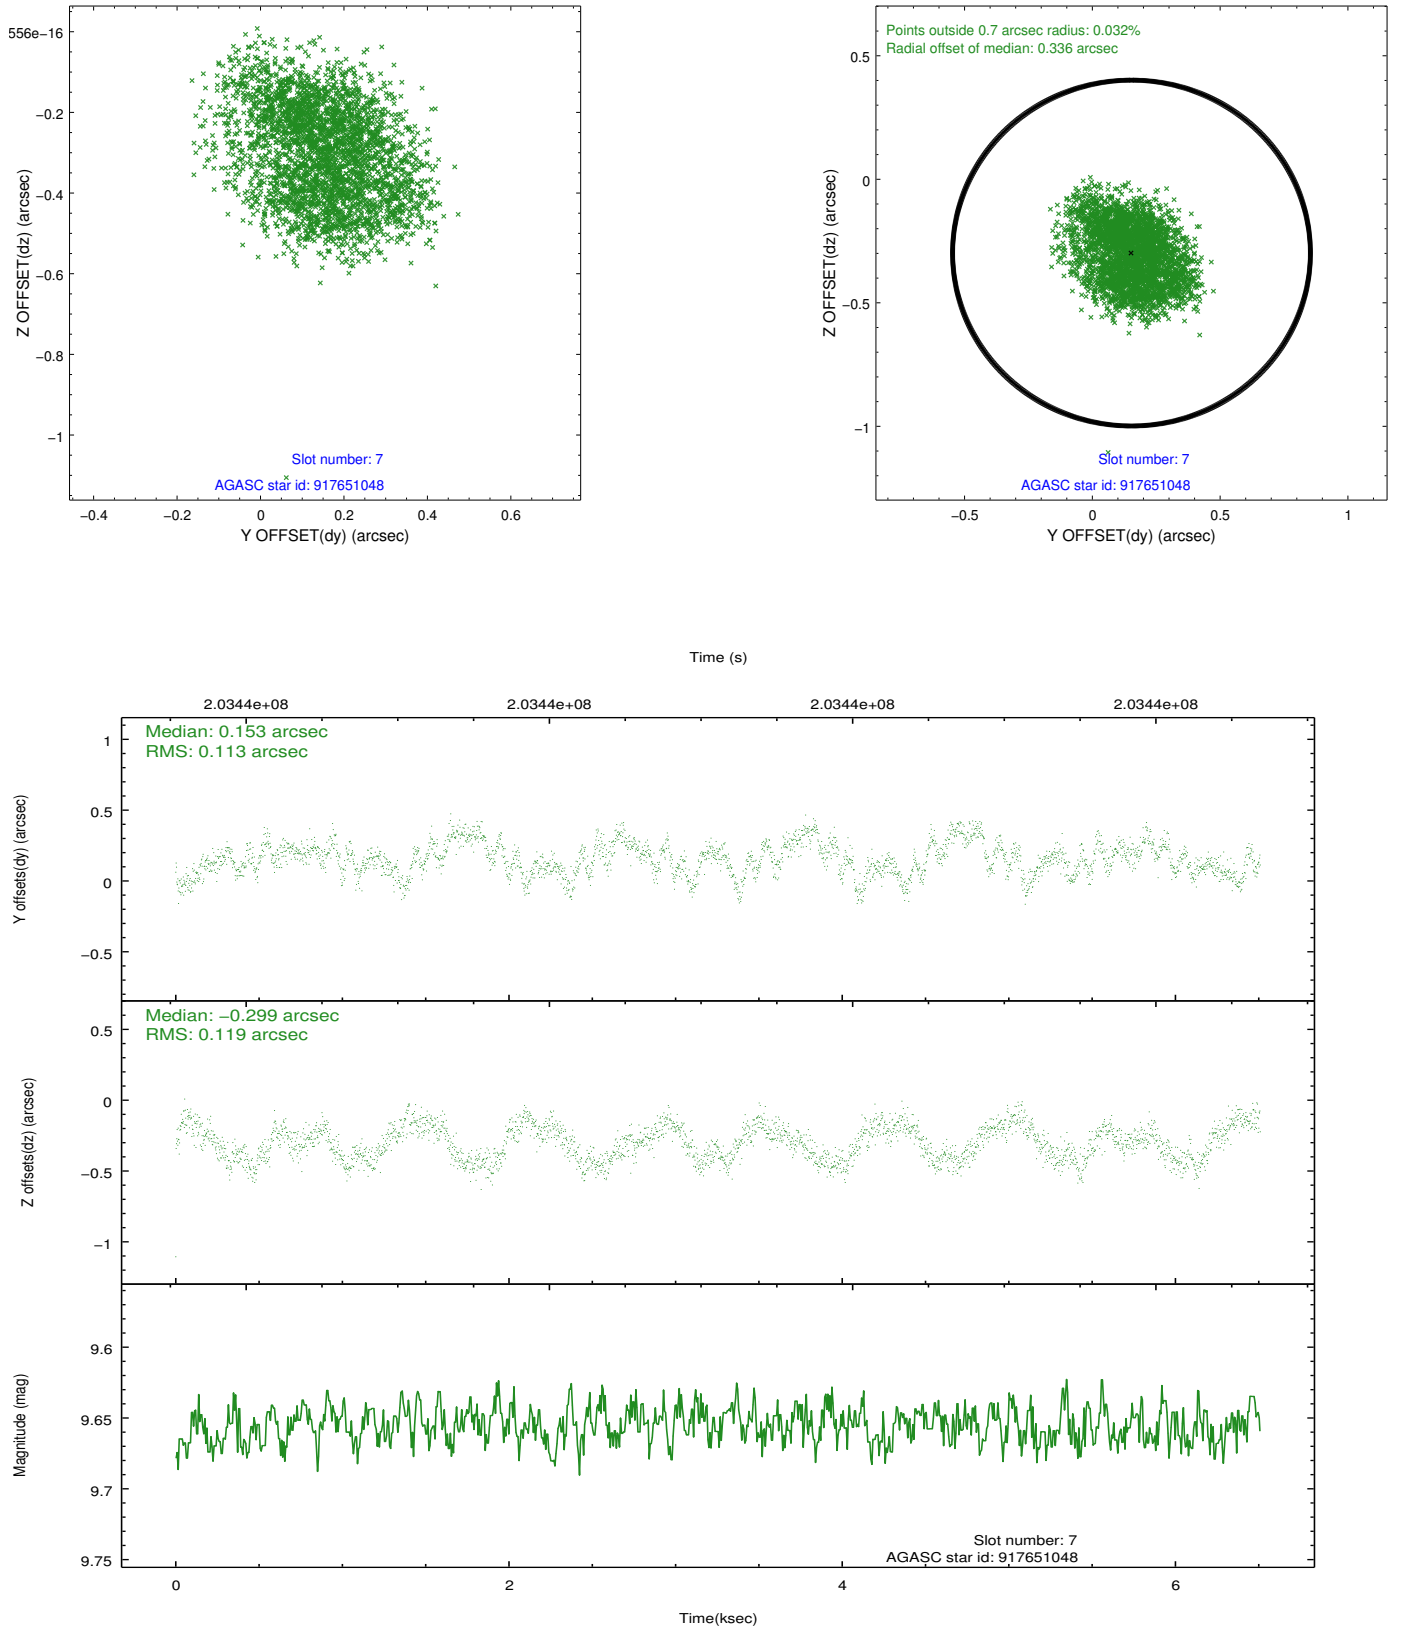 556e−16
−0.2
−0.4
−0.6
−0.8
−1
Z OFFSET(dz) (arcsec)
Slot number: 7
AGASC star id: 917651048
−0.4 −0.2 0 0.2 0.4 0.6
Y OFFSET(dy) (arcsec)
Points outside 0.7 arcsec radius: 0.032%
Radial offset of median: 0.336 arcsec
0.5
0
−0.5
−1
Z OFFSET(dz) (arcsec)
Slot number: 7
AGASC star id: 917651048
−0.5 0 0.5 1
Y OFFSET(dy) (arcsec)
Time (s)
2.0344e+08 2.0344e+08 2.0344e+08 2.0344e+08
Median: 0.153 arcsec
RMS: 0.113 arcsec
1
0.5
0
−0.5
Y offsets(dy) (arcsec)
Median: −0.299 arcsec
RMS: 0.119 arcsec
0.5
0
−0.5
−1
Z offsets(dz) (arcsec)
9.6
9.65
9.7
9.75
Magnitude (mag)
Slot number: 7
AGASC star id: 917651048
0 2 4 6
Time(ksec)